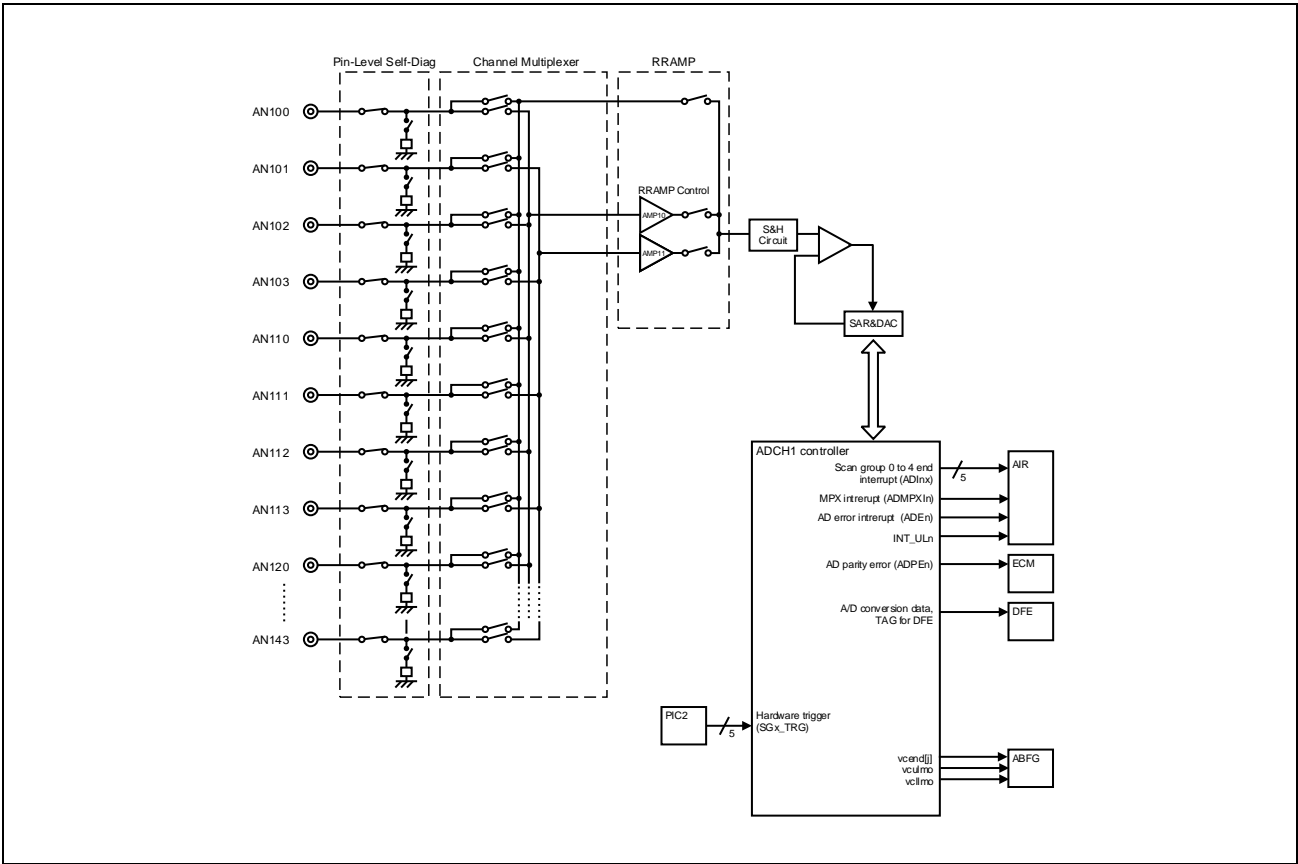 Pin-Level Self-Diag
Channel Multiplexer
RRAMP
AN100
AN101
AN102
AN103
AN110
AN111
AN112
AN113
AN120
AN143
RRAMP Control
AMP10
AMP11
S&H
Circuit
SAR&DAC
ADCH1 controller
Scan group 0 to 4 end
interrupt (ADInx)
5
AIR
MPX intrerupt (ADMPXIn)
AD error intrerupt (ADEn)
INT_ULn
AD parity error (ADPEn)
ECM
A/D conversion data,
TAG for DFE
DFE
PIC2
5
Hardware trigger
(SGx_TRG)
vcend[j]
vculmo
vcllmo
ABFG